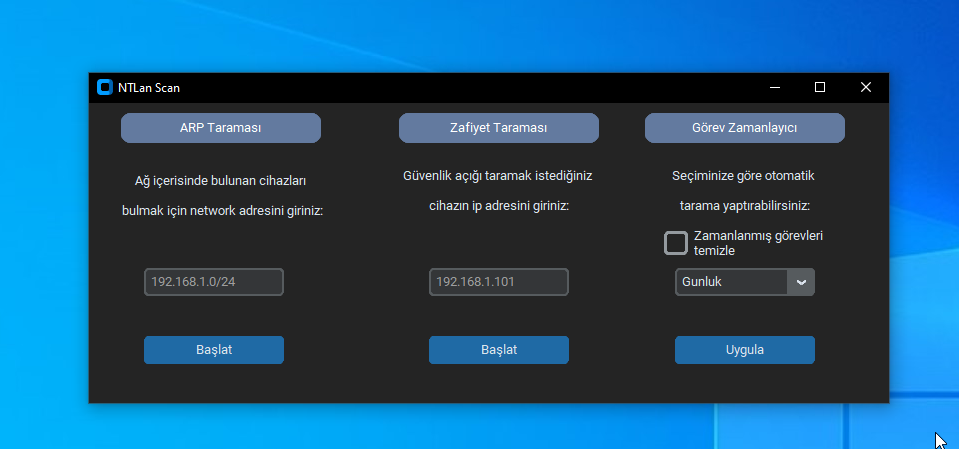 NTLan Scan
ARP Taraması
Ağ içerisinde bulunan cihazları
bulmak için network adresini giriniz:
192.168.1.0/24
Başlat
Zafiyet Taraması
Güvenlik açığı taramak istediğiniz
cihazın ip adresini giriniz:
192.168.1.101
Başlat
Görev Zamanlayıcı
Seçiminize göre otomatik
tarama yaptırabilirsiniz:
Zamanlanmış görevleri
temizle
Gunluk
Uygula